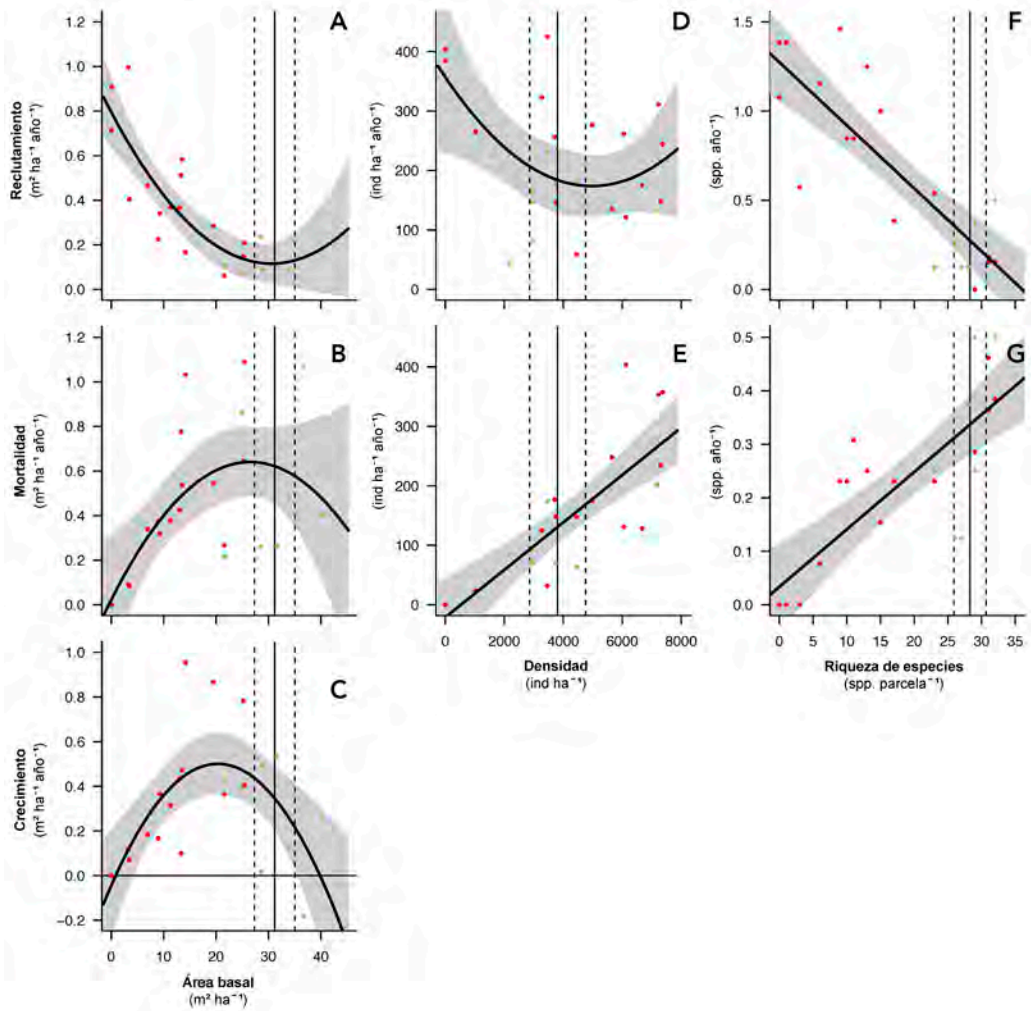 A
1.2
1.0
0.8
0.6
0.4
0.2
0.0
Reclutamiento
(m² ha⁻¹ año⁻¹)
D
400
300
200
100
0
(ind ha⁻¹ año⁻¹)
F
1.5
1.0
0.5
0.0
(spp. año⁻¹)
B
1.2
1.0
0.8
0.6
0.4
0.2
0.0
Mortalidad
(m² ha⁻¹ año⁻¹)
E
400
300
200
100
0
(ind ha⁻¹ año⁻¹)
0 2000 4000 6000 8000
Densidad
(ind ha⁻¹)
G
0.5
0.4
0.3
0.2
0.1
0.0
(spp. año⁻¹)
0 5 10 15 20 25 30 35
Riqueza de especies
(spp. parcela⁻¹)
C
1.0
0.8
0.6
0.4
0.2
0.0
−0.2
Crecimiento
(m² ha⁻¹ año⁻¹)
0 10 20 30 40
Área basal
(m² ha⁻¹)